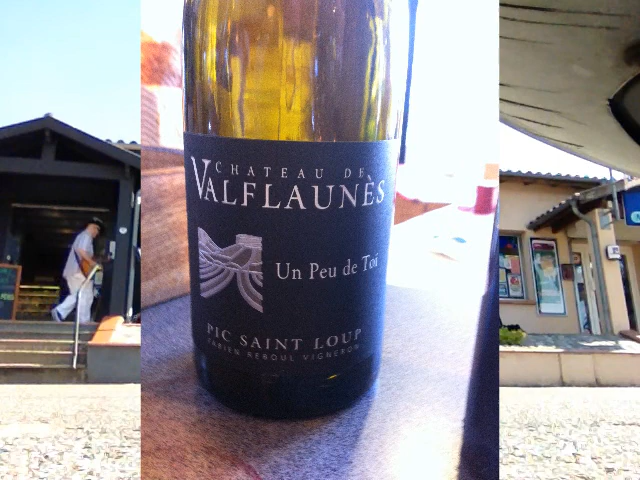 CHATEAU DE
VALFLAUNÈS
Un Peu de Toi
PIC SAINT LOUP
FABIEN REBOUL VIGNERON